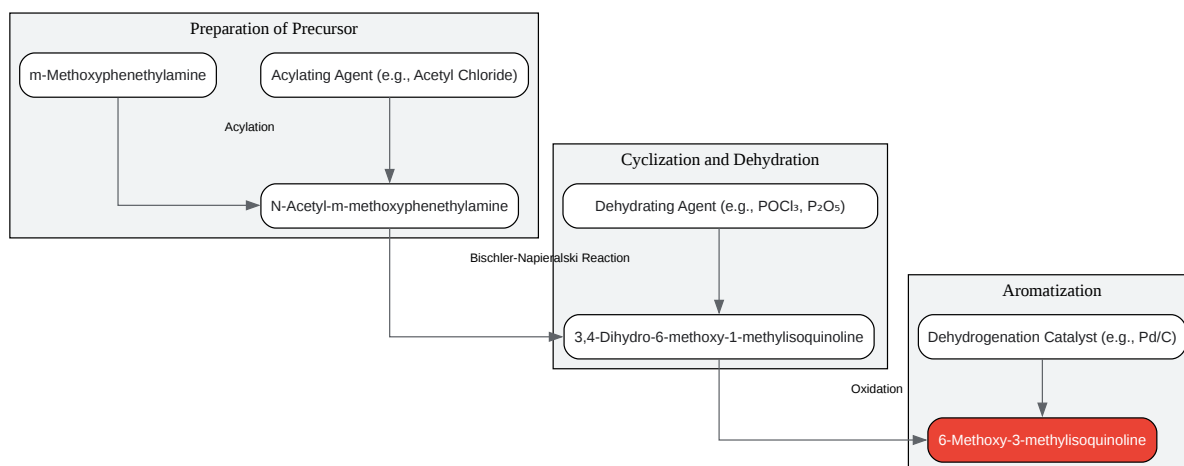 Preparation of Precursor
m-Methoxyphenethylamine
Acylating Agent (e.g., Acetyl Chloride)
Acylation
N-Acetyl-m-methoxyphenethylamine
Cyclization and Dehydration
Dehydrating Agent (e.g., POCl₃, P₂O₅)
Bischler-Napieralski Reaction
3,4-Dihydro-6-methoxy-1-methylisoquinoline
Aromatization
Dehydrogenation Catalyst (e.g., Pd/C)
Oxidation
6-Methoxy-3-methylisoquinoline